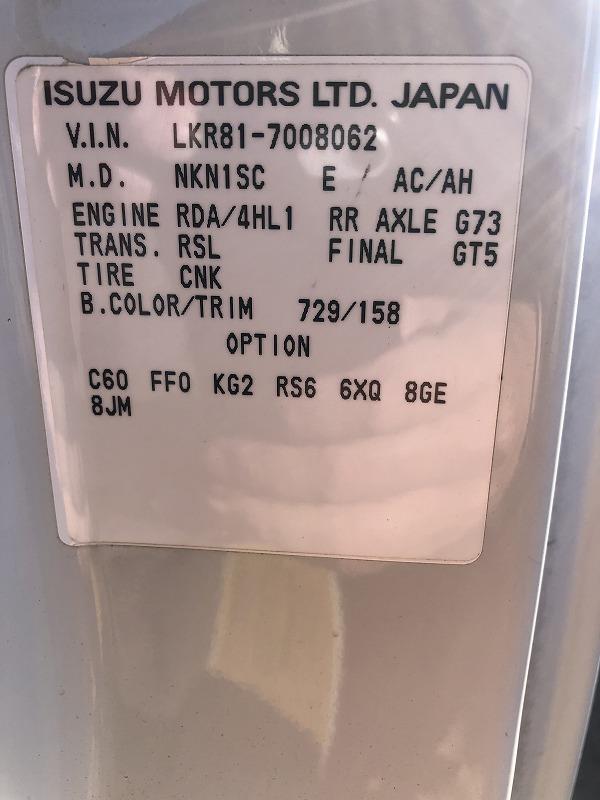 ISUZU MOTORS LTD. JAPAN
V.I.N. LKR81-7008062
M.D. NKN1SC E / AC/AH
ENGINE RDA/4HL1 RR AXLE G73
TRANS. RSL FINAL GT5
TIRE CNK
B.COLOR/TRIM 729/158
OPTION
C60 FF0 KG2 RS6 6XQ 8GE
8JM